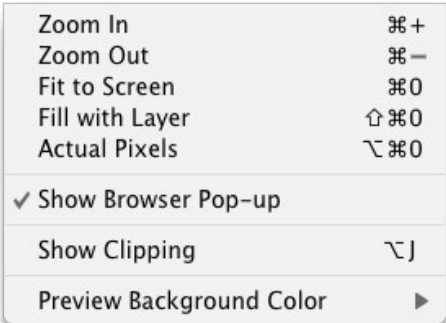 Zoom In ⌘+
Zoom Out ⌘−
Fit to Screen ⌘0
Fill with Layer ⇧⌘0
Actual Pixels ⌥⌘0
✓ Show Browser Pop-up
Show Clipping ⌥J
Preview Background Color ▶